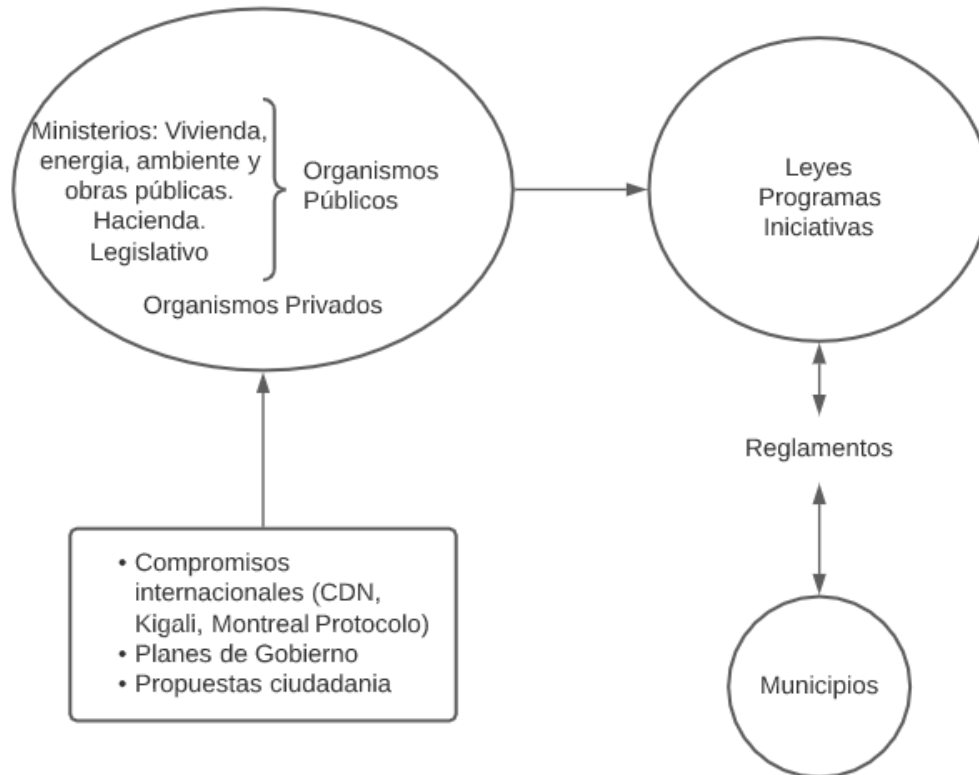 Ministerios: Vivienda,
energia, ambiente y
obras públicas.
Hacienda.
Legislativo
Organismos
Públicos
Organismos Privados
Leyes
Programas
Iniciativas
Reglamentos
• Compromisos
internacionales (CDN,
Kigali, Montreal Protocolo)
• Planes de Gobierno
• Propuestas ciudadania
Municipios